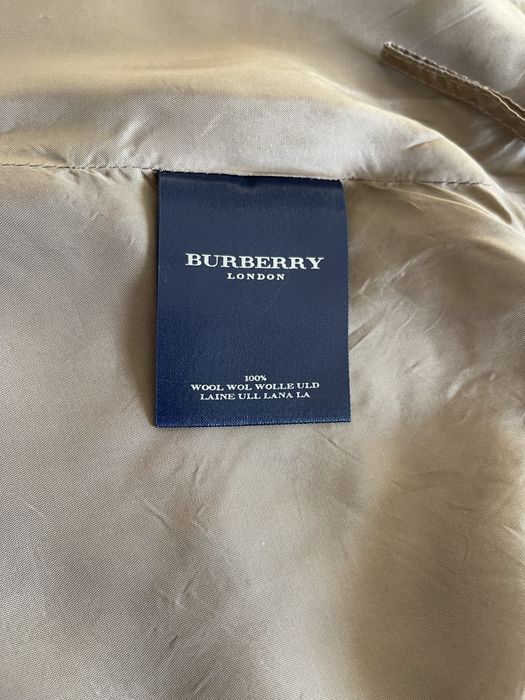 BURBERRY
LONDON
100%
WOOL WOL WOLLE ULD
LAINE ULL LANA LA